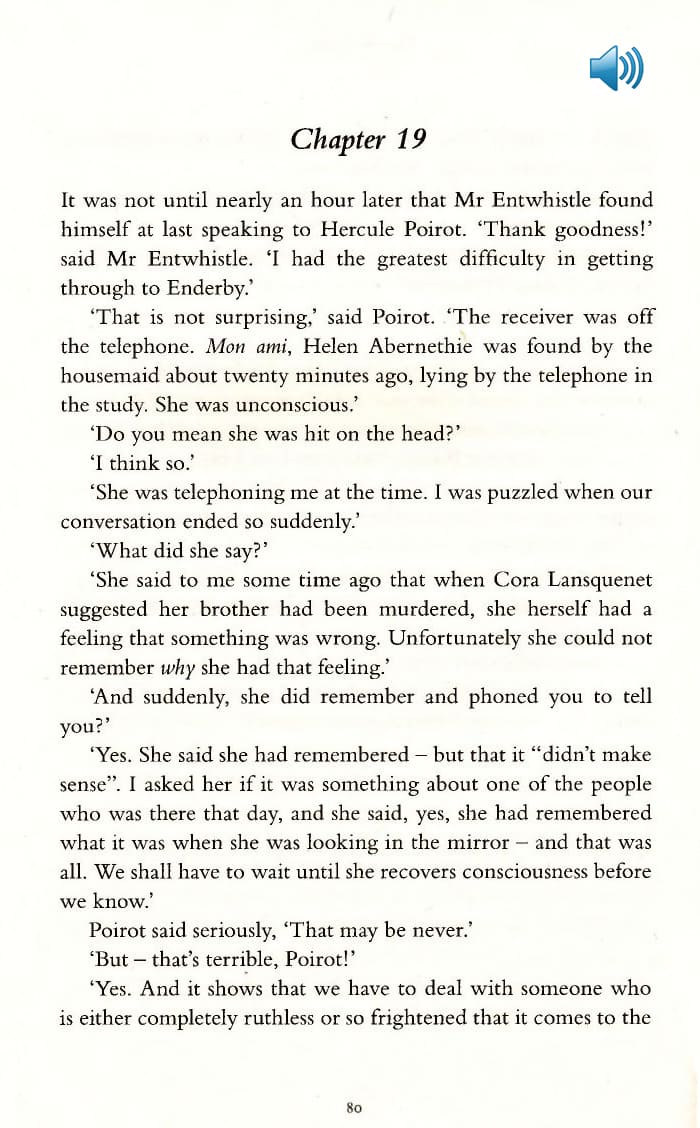 Chapter 19
It was not until nearly an hour later that Mr Entwhistle found
himself at last speaking to Hercule Poirot. ‘Thank goodness!’
said Mr Entwhistle. ‘I had the greatest difficulty in getting
through to Enderby.’
‘That is not surprising,’ said Poirot. ‘The receiver was off
the telephone. Mon ami, Helen Abernethie was found by the
housemaid about twenty minutes ago, lying by the telephone in
the study. She was unconscious.’
‘Do you mean she was hit on the head?’
‘I think so.’
‘She was telephoning me at the time. I was puzzled when our
conversation ended so suddenly.’
‘What did she say?’
‘She said to me some time ago that when Cora Lansquenet
suggested her brother had been murdered, she herself had a
feeling that something was wrong. Unfortunately she could not
remember why she had that feeling.’
‘And suddenly, she did remember and phoned you to tell
you?’
‘Yes. She said she had remembered – but that it “didn’t make
sense”. I asked her if it was something about one of the people
who was there that day, and she said, yes, she had remembered
what it was when she was looking in the mirror – and that was
all. We shall have to wait until she recovers consciousness before
we know.’
Poirot said seriously, ‘That may be never.’
‘But – that’s terrible, Poirot!’
‘Yes. And it shows that we have to deal with someone who
is either completely ruthless or so frightened that it comes to the
80